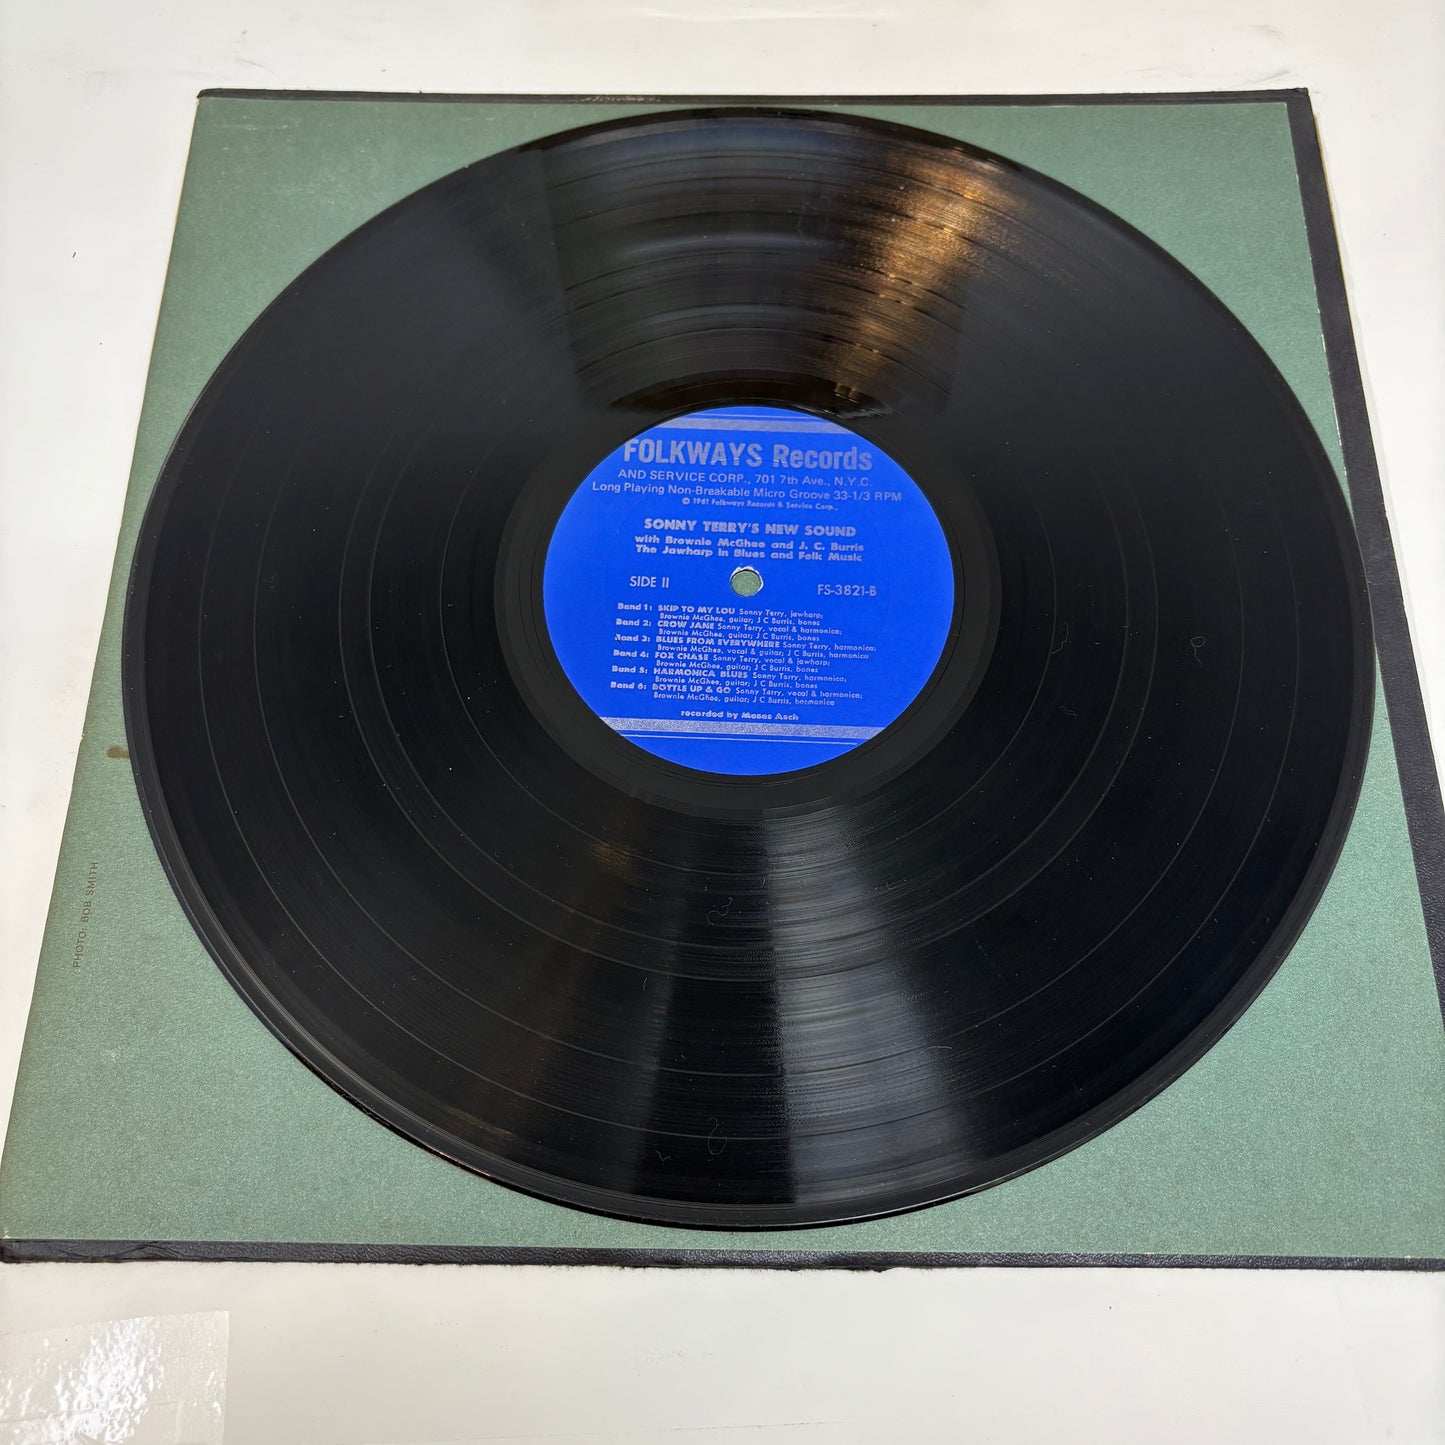 FOLKWAYS Records
AND SERVICE CORP., 701 7th Ave., N.Y.C.
Long Playing Non-Breakable Micro Groove 33-1/3 RPM
© 1961 Folkways Records & Service Corp.,
SONNY TERRY'S NEW SOUND
with Brownie McGhee and J. C. Burris
The Jawharp in Blues and Folk Music
SIDE II FS-3821-B
Band 1: SKIP TO MY LOU Sonny Terry, jawharp;
Brownie McGhee, guitar; J C Burris, bones
Band 2: CROW JANE Sonny Terry, vocal & harmonica;
Brownie McGhee, guitar; J C Burris, bones
Band 3: BLUES FROM EVERYWHERE Sonny Terry, harmonica;
Brownie McGhee, vocal & guitar; J C Burris, harmonica
Band 4: FOX CHASE Sonny Terry, vocal & jawharp;
Brownie McGhee, guitar; J C Burris, bones
Band 5: HARMONICA BLUES Sonny Terry, harmonica;
Brownie McGhee, guitar; J C Burris, bones
Band 6: BOTTLE UP & GO Sonny Terry, vocal & harmonica;
Brownie McGhee, guitar; J C Burris, harmonica
recorded by Moses Asch
PHOTO: BOB SMITH